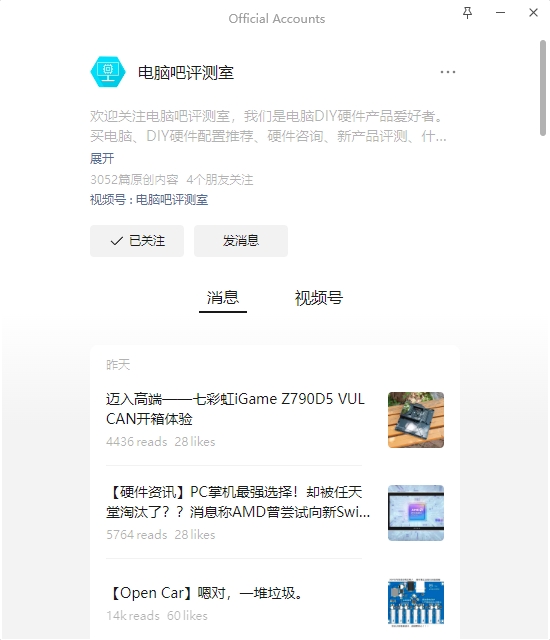 Official Accounts
电脑吧评测室
欢迎关注电脑吧评测室，我们是电脑DIY硬件产品爱好者。
买电脑、DIY硬件配置推荐、硬件咨询、新产品评测、什...
展开
3052篇原创内容 4个朋友关注
视频号 : 电脑吧评测室
已关注
发消息
消息
视频号
昨天
迈入高端——七彩虹iGame Z790D5 VUL
CAN开箱体验
4436 reads 28 likes
【硬件资讯】PC掌机最强选择！却被任天
堂淘汰了？？消息称AMD曾尝试向新Swi...
5764 reads 28 likes
【Open Car】嗯对，一堆垃圾。
14k reads 60 likes